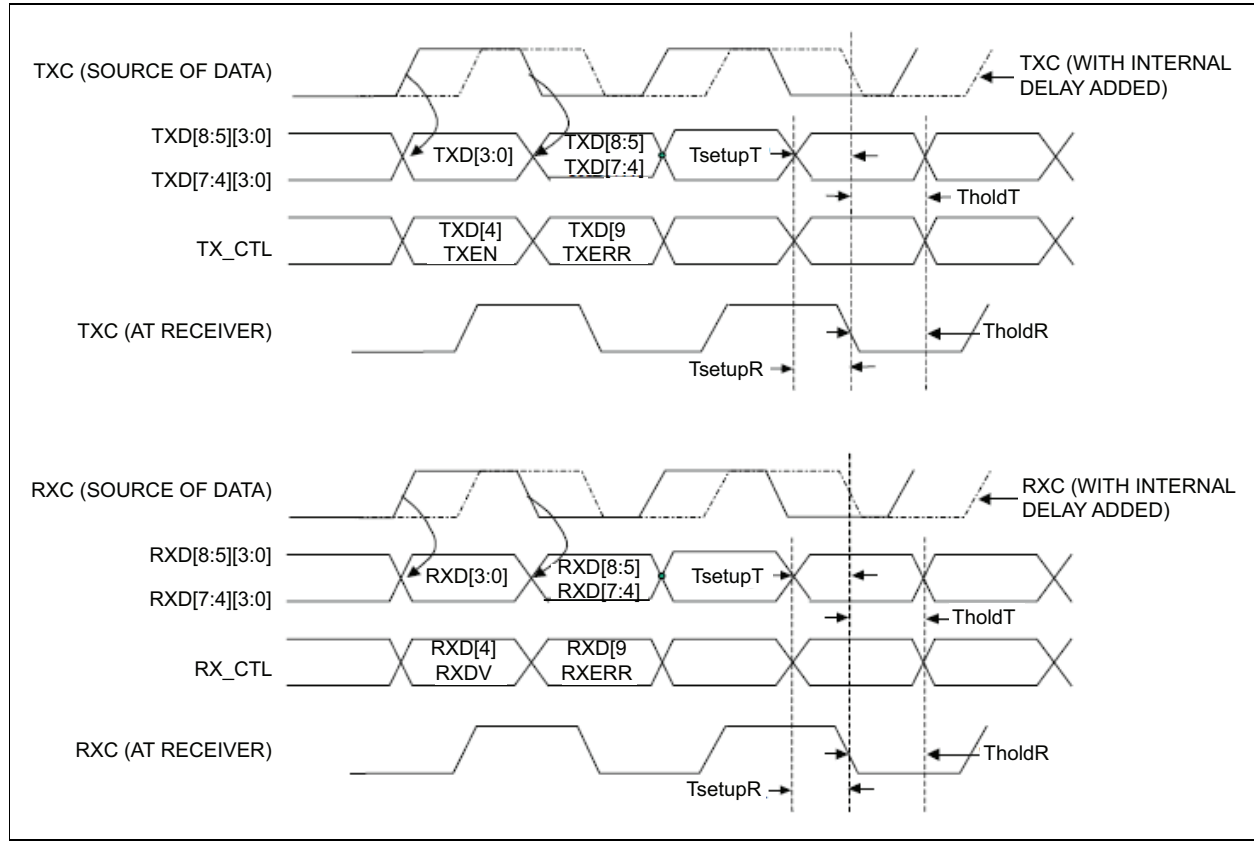 TXC (SOURCE OF DATA)
TXC (WITH INTERNAL
DELAY ADDED)
TXD[8:5][3:0]
TXD[7:4][3:0]
TXD[3:0]
TXD[8:5]
TXD[7:4]
TsetupT
TholdT
TX_CTL
TXD[4]
TXEN
TXD[9
TXERR
TXC (AT RECEIVER)
TholdR
TsetupR
RXC (SOURCE OF DATA)
RXC (WITH INTERNAL
DELAY ADDED)
RXD[8:5][3:0]
RXD[7:4][3:0]
RXD[3:0]
RXD[8:5]
RXD[7:4]
TsetupT
TholdT
RX_CTL
RXD[4]
RXDV
RXD[9
RXERR
RXC (AT RECEIVER)
TholdR
TsetupR